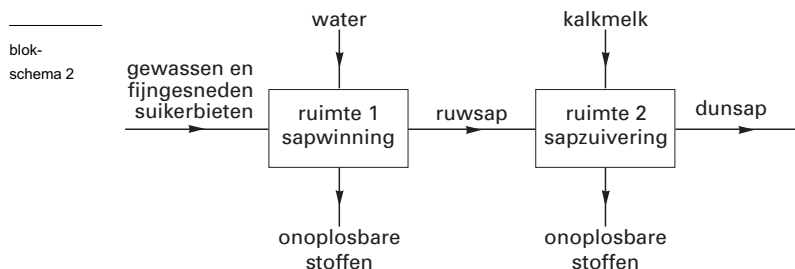 blok-
schema 2
water
kalkmelk
gewassen en
fijngesneden
suikerbieten
ruimte 1
sapwinning
ruwsap
ruimte 2
sapzuivering
dunsap
onoplosbare
stoffen
onoplosbare
stoffen